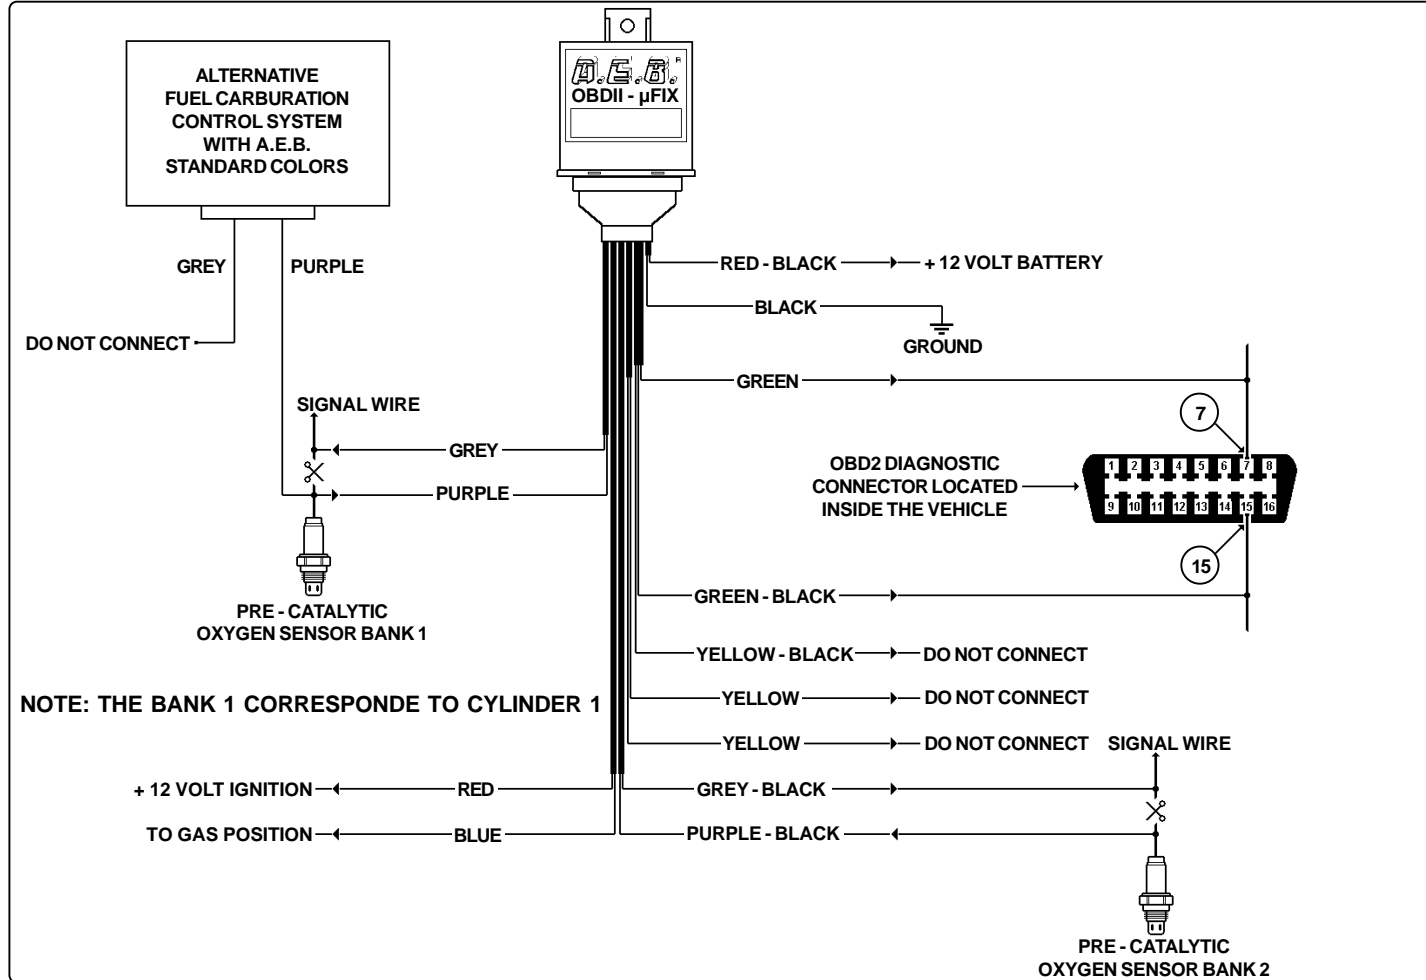 ALTERNATIVE
FUEL CARBURATION
CONTROL SYSTEM
WITH A.E.B.
STANDARD COLORS
A.E.B. R
OBDII - µFIX
GREY
PURPLE
RED - BLACK
+ 12 VOLT BATTERY
BLACK
GROUND
DO NOT CONNECT
GREEN
SIGNAL WIRE
GREY
PURPLE
7
OBD2 DIAGNOSTIC
CONNECTOR LOCATED
INSIDE THE VEHICLE
1 2 3 4 5 6 7 8
9 10 11 12 13 14 15 16
15
PRE - CATALYTIC
OXYGEN SENSOR BANK 1
GREEN - BLACK
YELLOW - BLACK
DO NOT CONNECT
NOTE: THE BANK 1 CORRESPONDE TO CYLINDER 1
YELLOW
DO NOT CONNECT
YELLOW
DO NOT CONNECT
SIGNAL WIRE
+ 12 VOLT IGNITION
RED
GREY - BLACK
TO GAS POSITION
BLUE
PURPLE - BLACK
PRE - CATALYTIC
OXYGEN SENSOR BANK 2